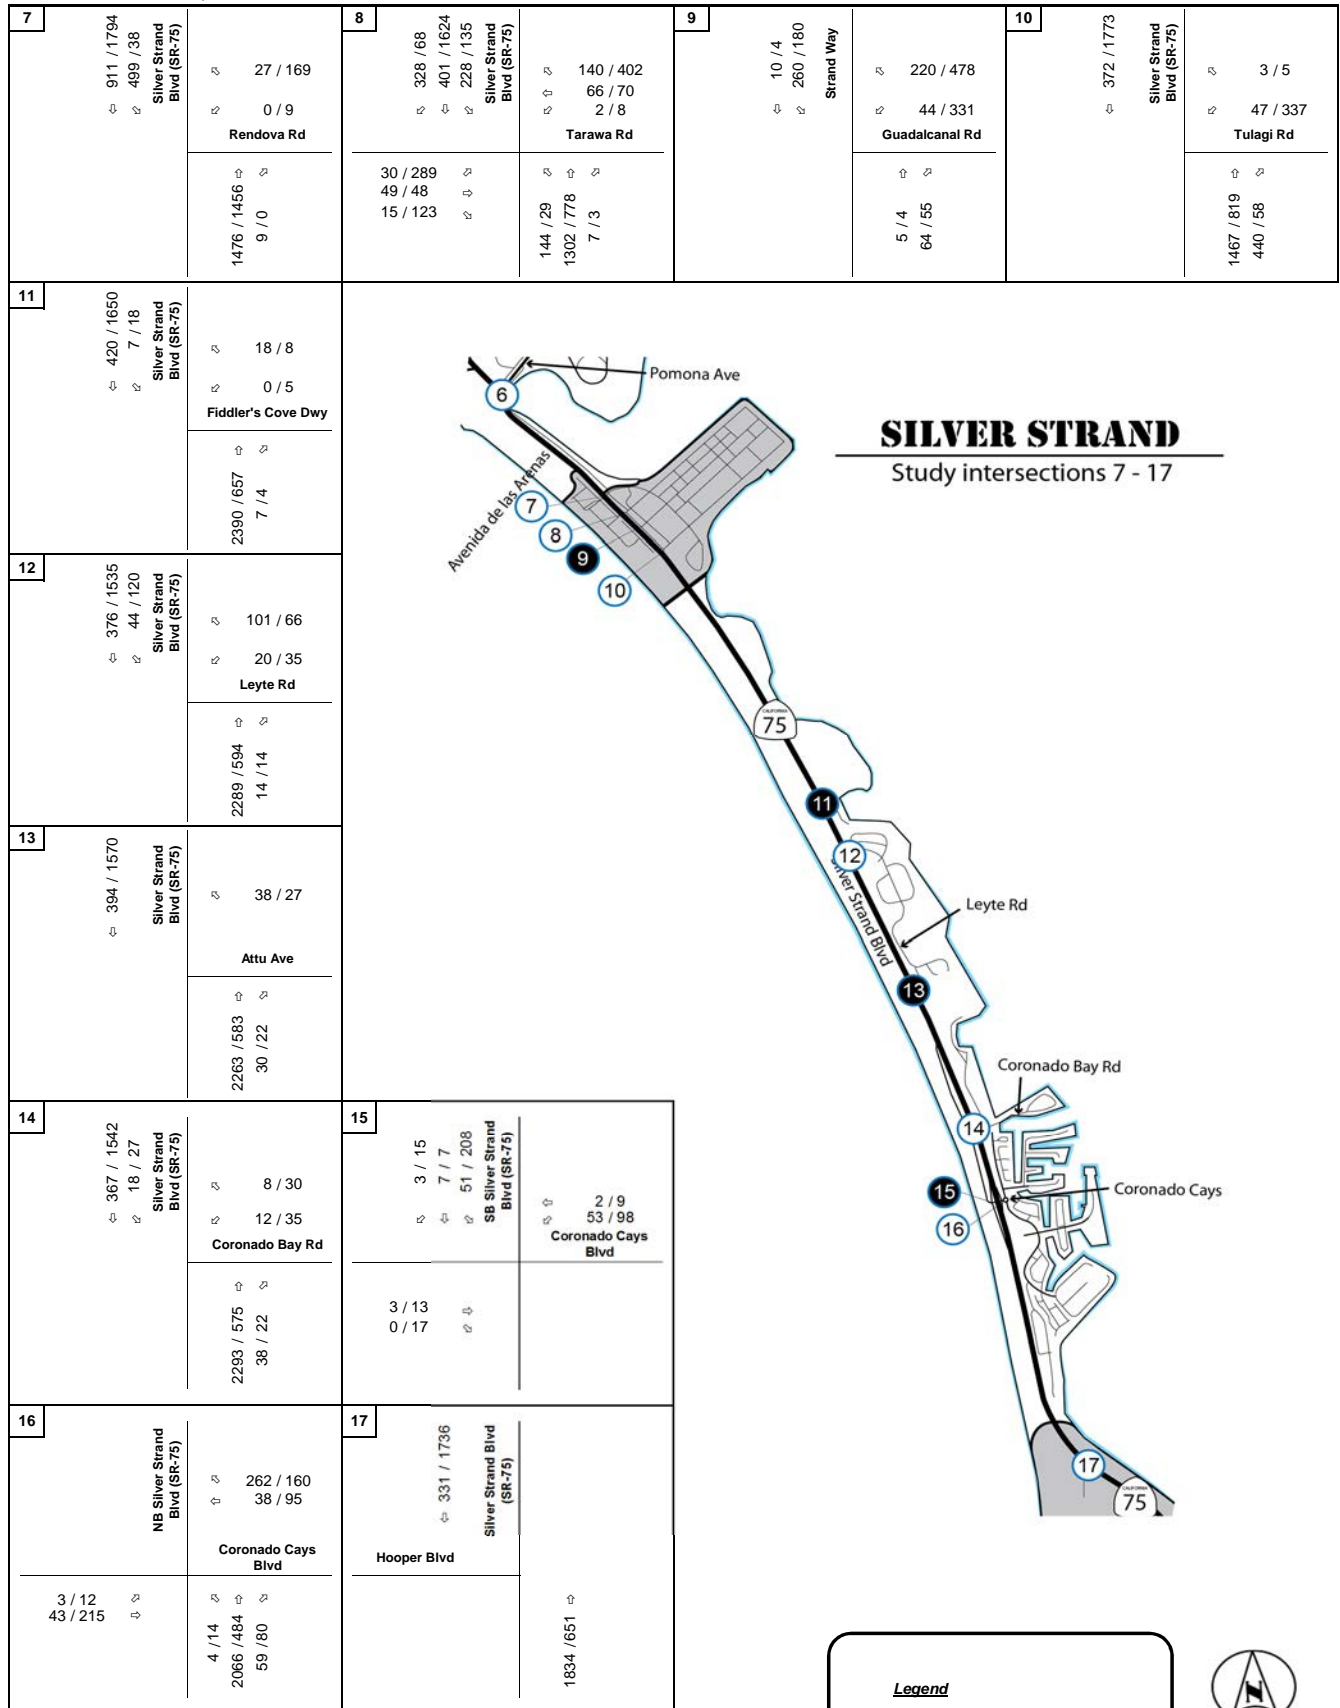 7
911 / 1794
499 / 38
Silver Strand
Blvd (SR-75)
27 / 169
0 / 9
Rendova Rd
1476 / 1456
9 / 0
8
328 / 68
401 / 1624
228 / 135
Silver Strand
Blvd (SR-75)
140 / 402
66 / 70
2 / 8
Tarawa Rd
30 / 289
49 / 48
15 / 123
144 / 29
1302 / 778
7 / 3
9
10 / 4
260 / 180
Strand Way
220 / 478
44 / 331
Guadalcanal Rd
5 / 4
64 / 55
10
372 / 1773
Silver Strand
Blvd (SR-75)
3 / 5
47 / 337
Tulagi Rd
1467 / 819
440 / 58
11
420 / 1650
7 / 18
Silver Strand
Blvd (SR-75)
18 / 8
0 / 5
Fiddler's Cove Dwy
2390 / 657
7 / 4
12
376 / 1535
44 / 120
Silver Strand
Blvd (SR-75)
101 / 66
20 / 35
Leyte Rd
2289 / 594
14 / 14
13
394 / 1570
Silver Strand
Blvd (SR-75)
38 / 27
Attu Ave
2263 / 583
30 / 22
14
367 / 1542
18 / 27
Silver Strand
Blvd (SR-75)
8 / 30
12 / 35
Coronado Bay Rd
2293 / 575
38 / 22
15
3 / 15
7 / 7
51 / 208
SB Silver Strand
Blvd (SR-75)
2 / 9
53 / 98
Coronado Cays
Blvd
3 / 13
0 / 17
16
NB Silver Strand
Blvd (SR-75)
262 / 160
38 / 95
Coronado Cays
Blvd
3 / 12
43 / 215
4 / 14
2066 / 484
59 / 80
17
331 / 1736
Silver Strand Blvd
(SR-75)
Hooper Blvd
1834 / 651
SILVER STRAND
Study intersections 7 - 17
Pomona Ave
6
Avenida de las Arenas
7
8
9
10
CALIFORNIA
75
11
12
Silver Strand Blvd
Leyte Rd
13
Coronado Bay Rd
14
15
Coronado Cays
16
17
CALIFORNIA
75
Legend
N